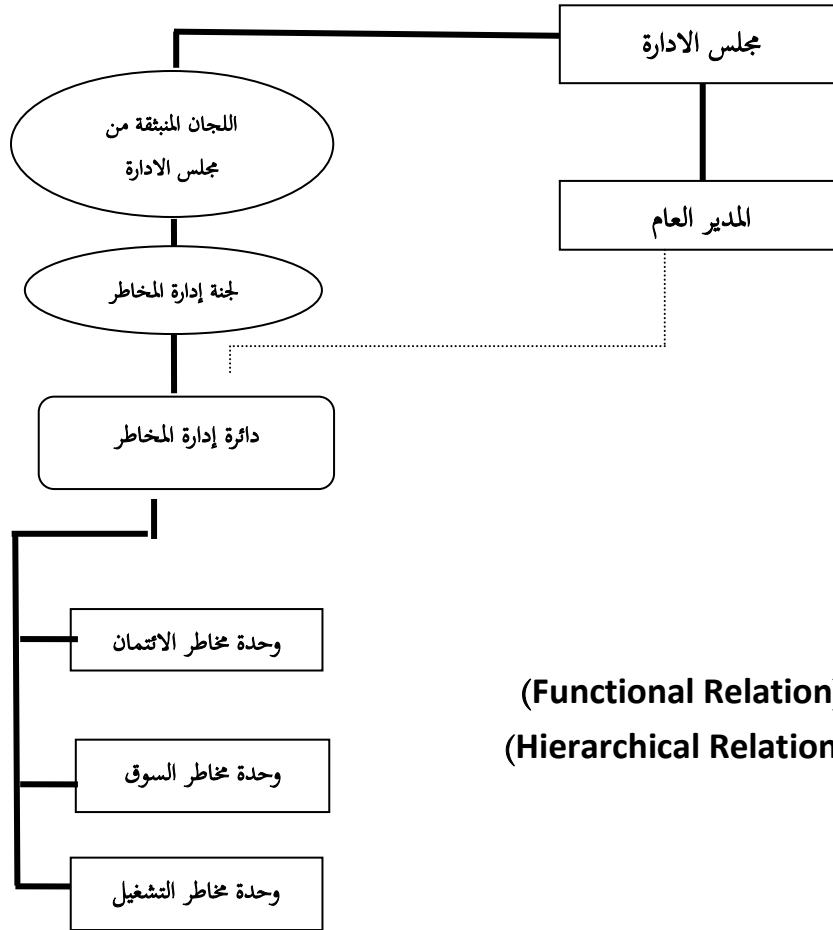 مجلس الادارة
اللجان المنبثقة من
مجلس الادارة
المدير العام
لجنة إدارة المخاطر
دائرة إدارة المخاطر
وحدة مخاطر الائتمان
(Functional Relation)
(Hierarchical Relation
وحدة مخاطر السوق
وحدة مخاطر التشغيل